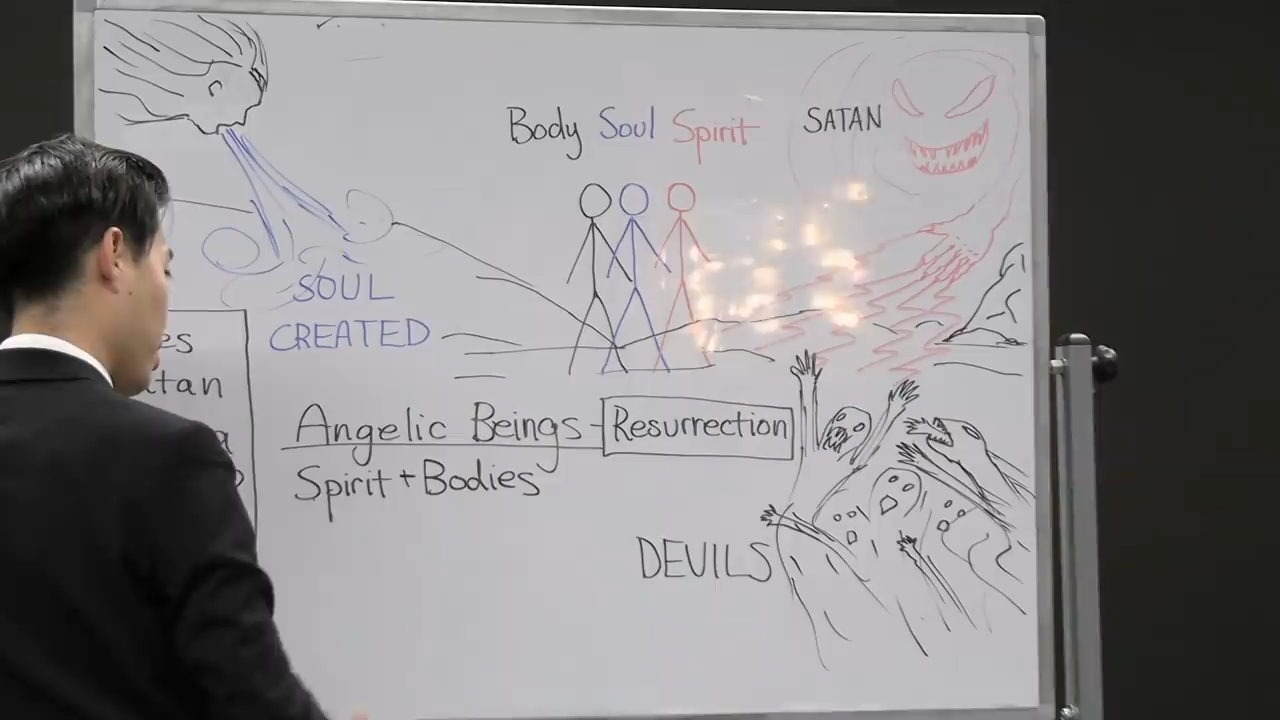 Body Soul Spirit
SATAN
SOUL
CREATED
Angelic Beings - Resurrection
Spirit + Bodies
DEVILS